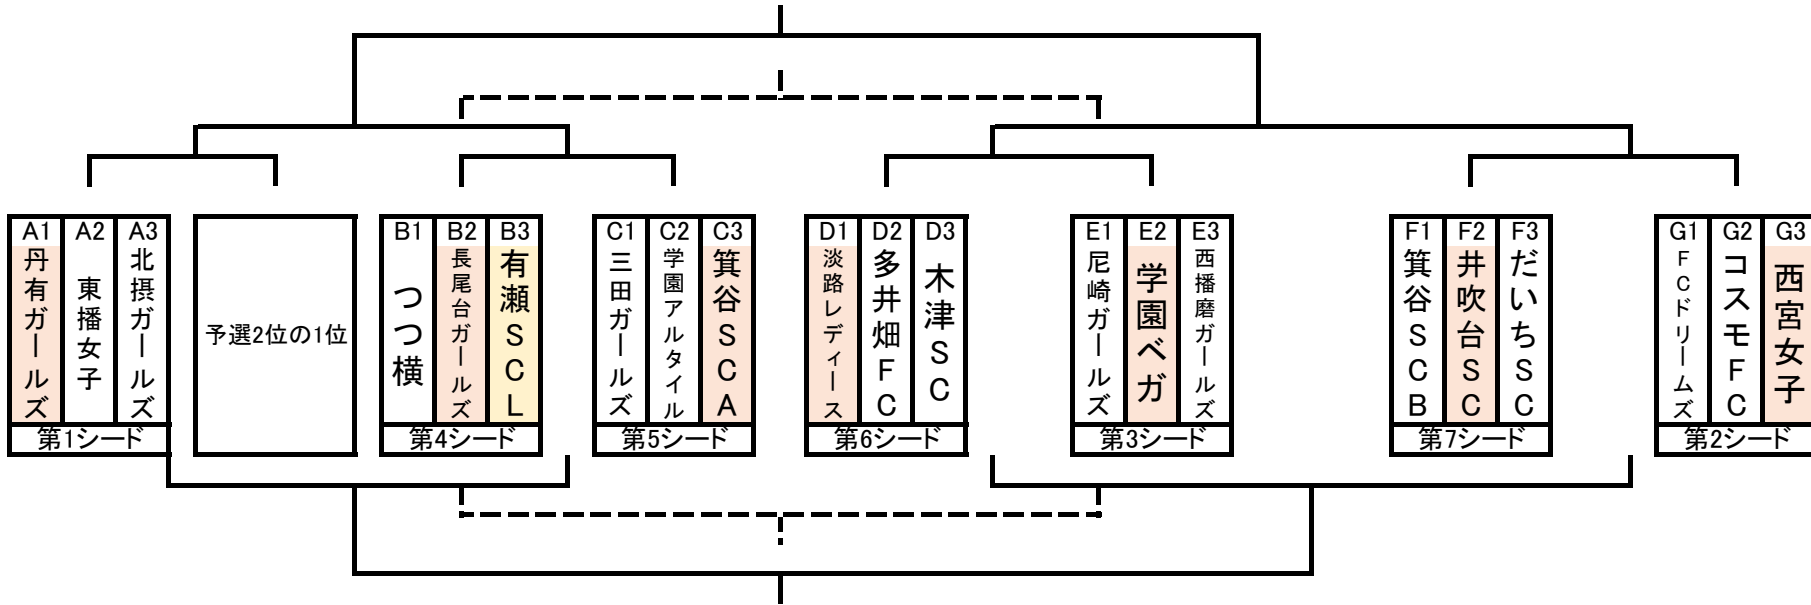 A1 A2 A3
丹有ガールズ
東播女子
北摂ガールズ
第1シード
予選2位の1位
B1 B2 B3
つつ横
長尾台ガールズ
有瀬SCL
第4シード
C1 C2 C3
三田ガールズ
学園アルタイル
箕谷SCA
第5シード
D1 D2 D3
淡路レディース
多井畑FC
木津SC
第6シード
E1 E2 E3
尼崎ガールズ
学園ベガ
西播磨ガールズ
第3シード
F1 F2 F3
箕谷SCB
井吹台SC
だいちSC
第7シード
G1 G2 G3
FCドリームズ
コスモFC
西宮女子
第2シード